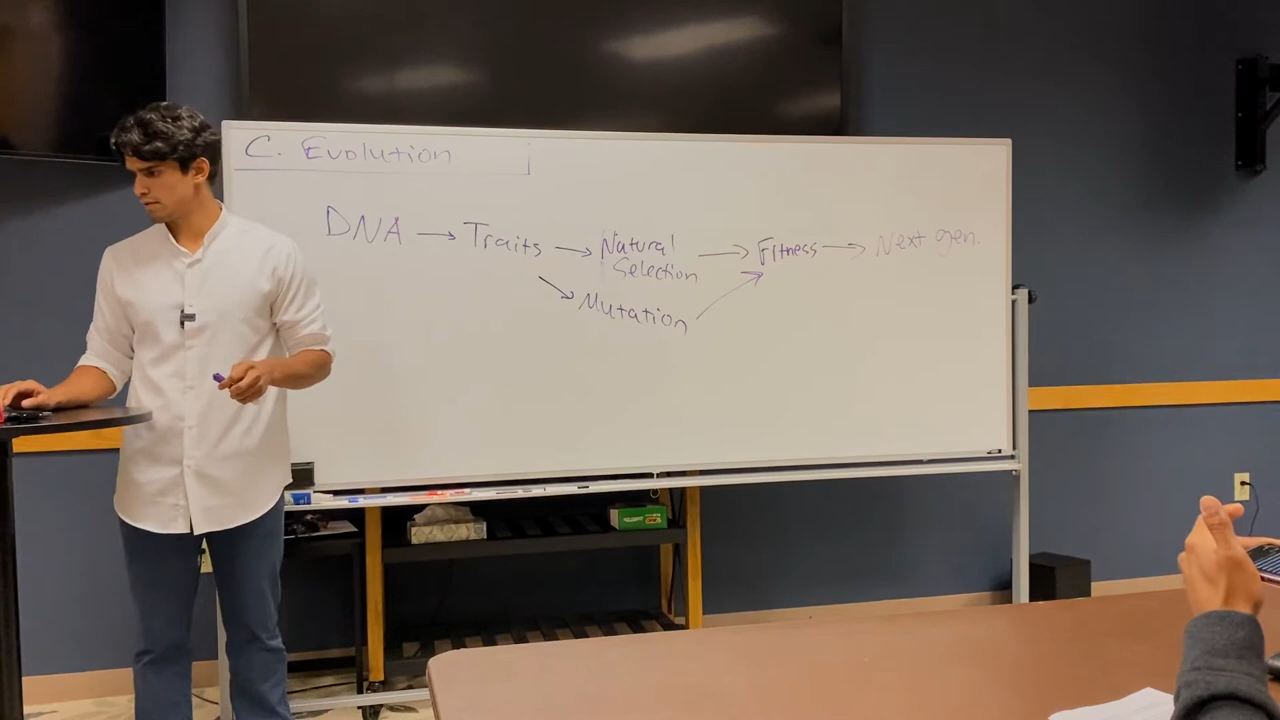 C. Evolution
DNA → Traits → Natural Selection → Fitness → Next gen.
Mutation